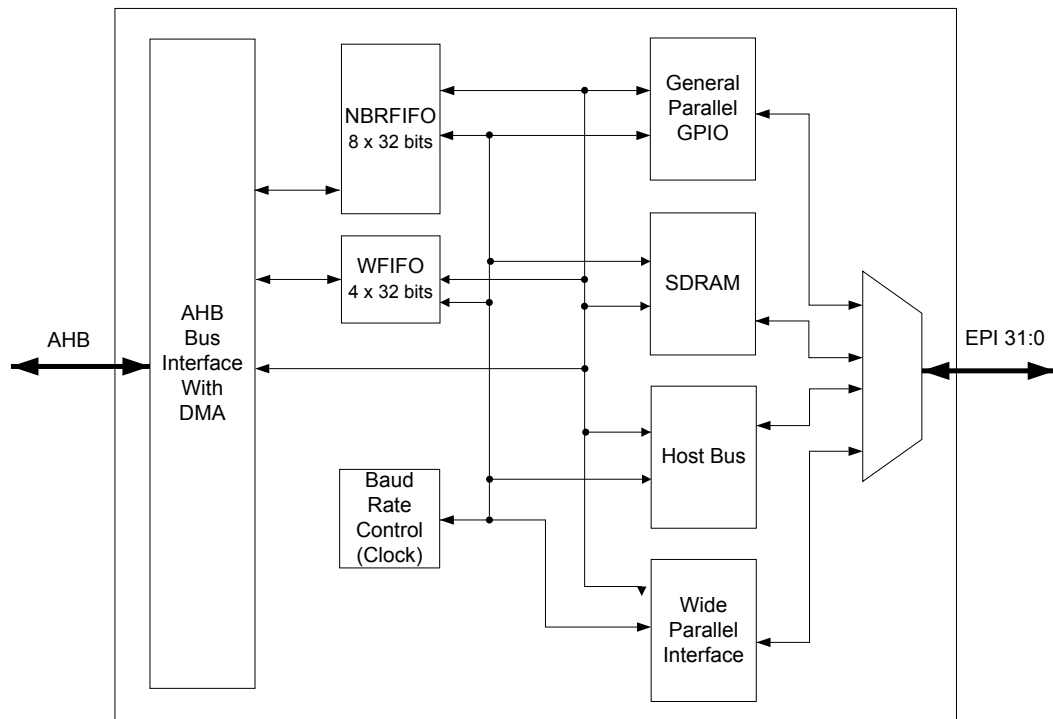 AHB
AHB
Bus
Interface
With
DMA
NBRFIFO
8 x 32 bits
WFIFO
4 x 32 bits
Baud
Rate
Control
(Clock)
General
Parallel
GPIO
SDRAM
Host Bus
Wide
Parallel
Interface
EPI 31:0